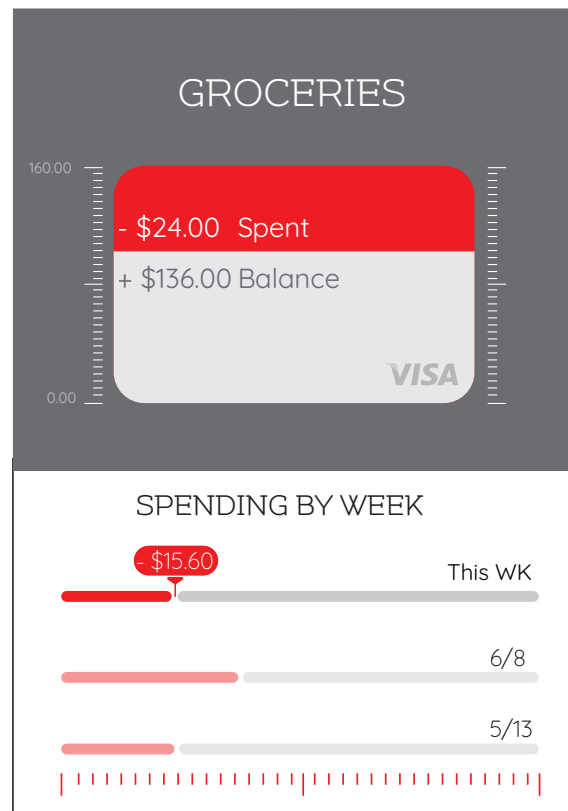 GROCERIES
160.00
- $24.00 Spent
+ $136.00 Balance
VISA
0.00
SPENDING BY WEEK
- $15.60
This WK
6/8
5/13